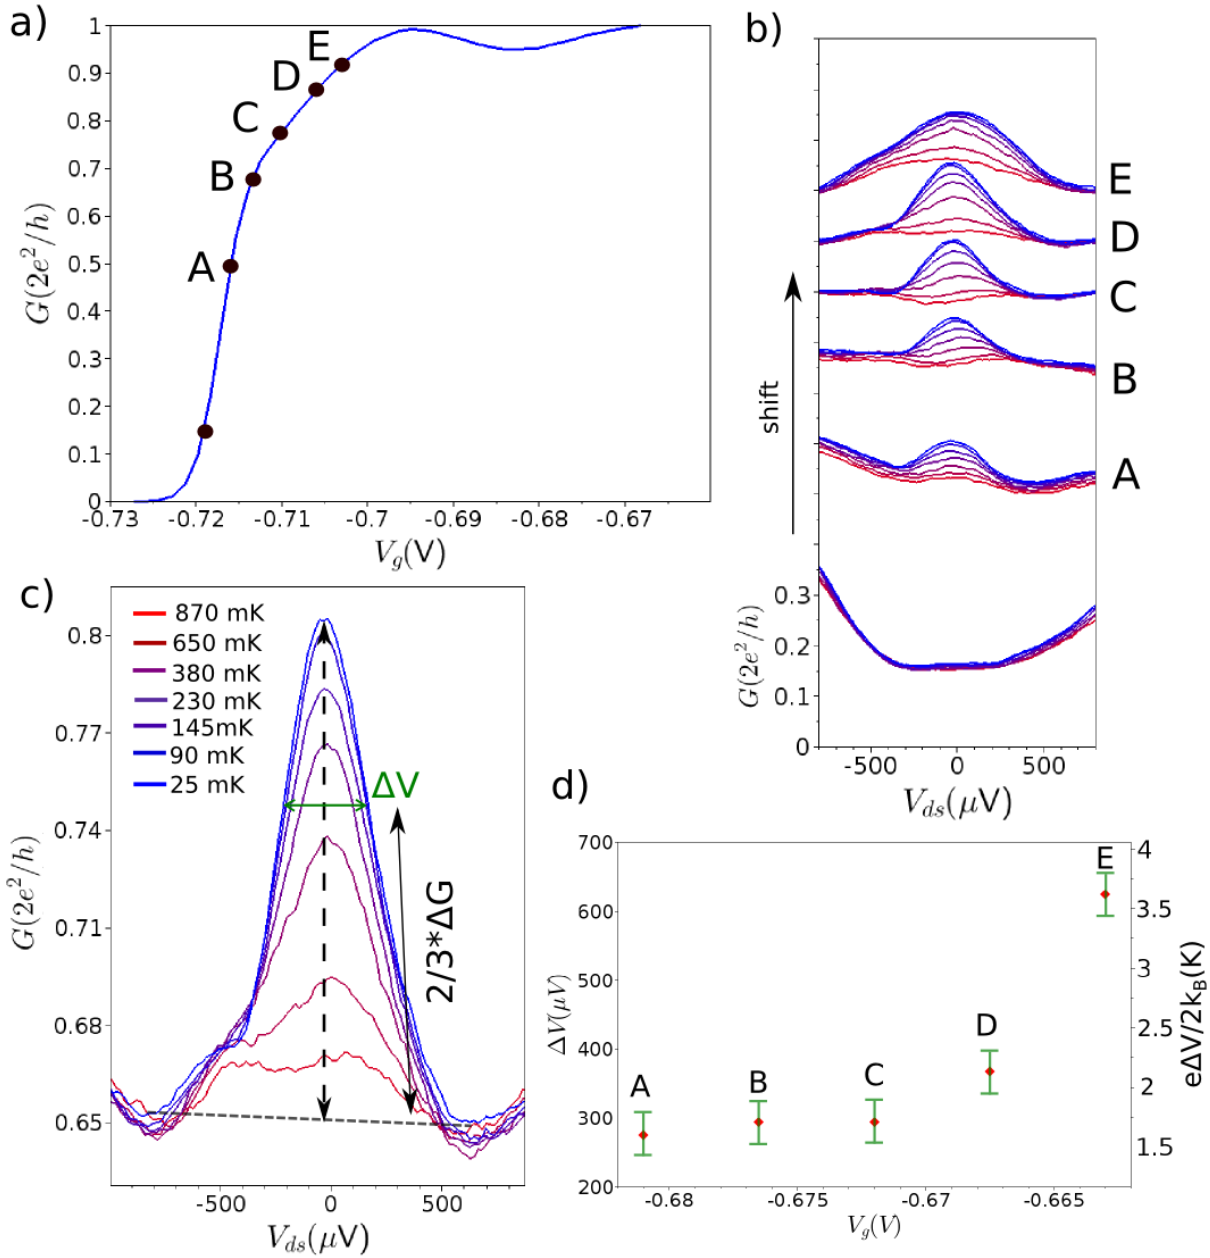 a)
1
0.9
0.8
0.7
0.6
0.5
0.4
0.3
0.2
0.1
0
G(2e²/h)
A
B
C
D
E
-0.73
-0.72
-0.71
-0.7
-0.69
-0.68
-0.67
V_g(V)
b)
E
D
C
B
A
shift
G(2e²/h)
0.3
0.2
0.1
0
-500
0
500
V_ds(μV)
c)
870 mK
650 mK
380 mK
230 mK
145mK
90 mK
25 mK
0.8
0.77
0.74
0.71
0.68
0.65
G(2e²/h)
ΔV
2/3*ΔG
-500
0
500
V_ds(μV)
d)
700
600
500
400
300
200
ΔV(μV)
A
B
C
D
E
4
3.5
3
2.5
2
1.5
eΔV/2k_B(K)
-0.68
-0.675
-0.67
-0.665
V_g(V)